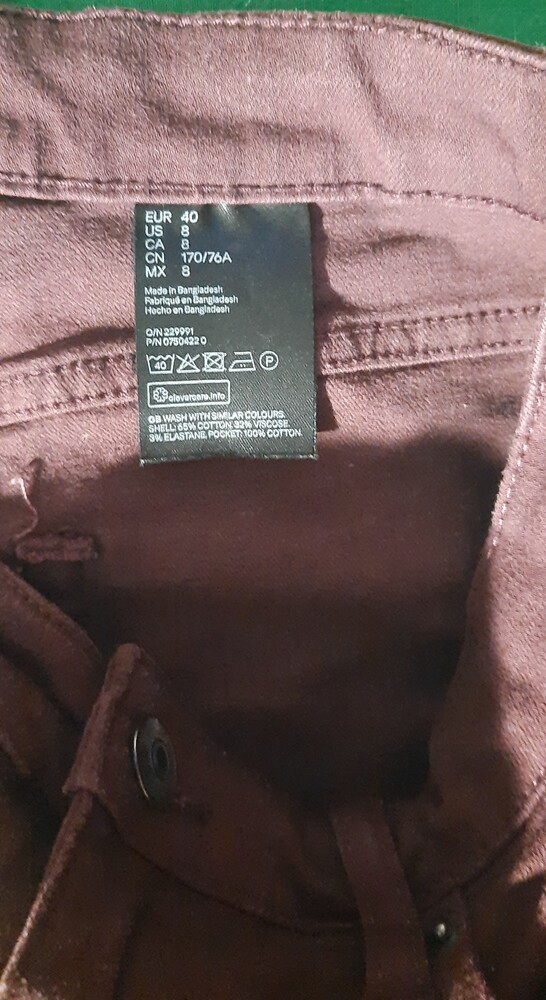 EUR 40
US 8
CA 8
CN 170/76A
MX 8
Made in Bangladesh
Fabriqué en Bangladesh
Hecho en Bangladesh
O/N 229991
P/N 0750422 0
40 P
clevercare.info
GB WASH WITH SIMILAR COLOURS.
SHELL: 65% COTTON. 32% VISCOSE.
3% ELASTANE. POCKET: 100% COTTON.